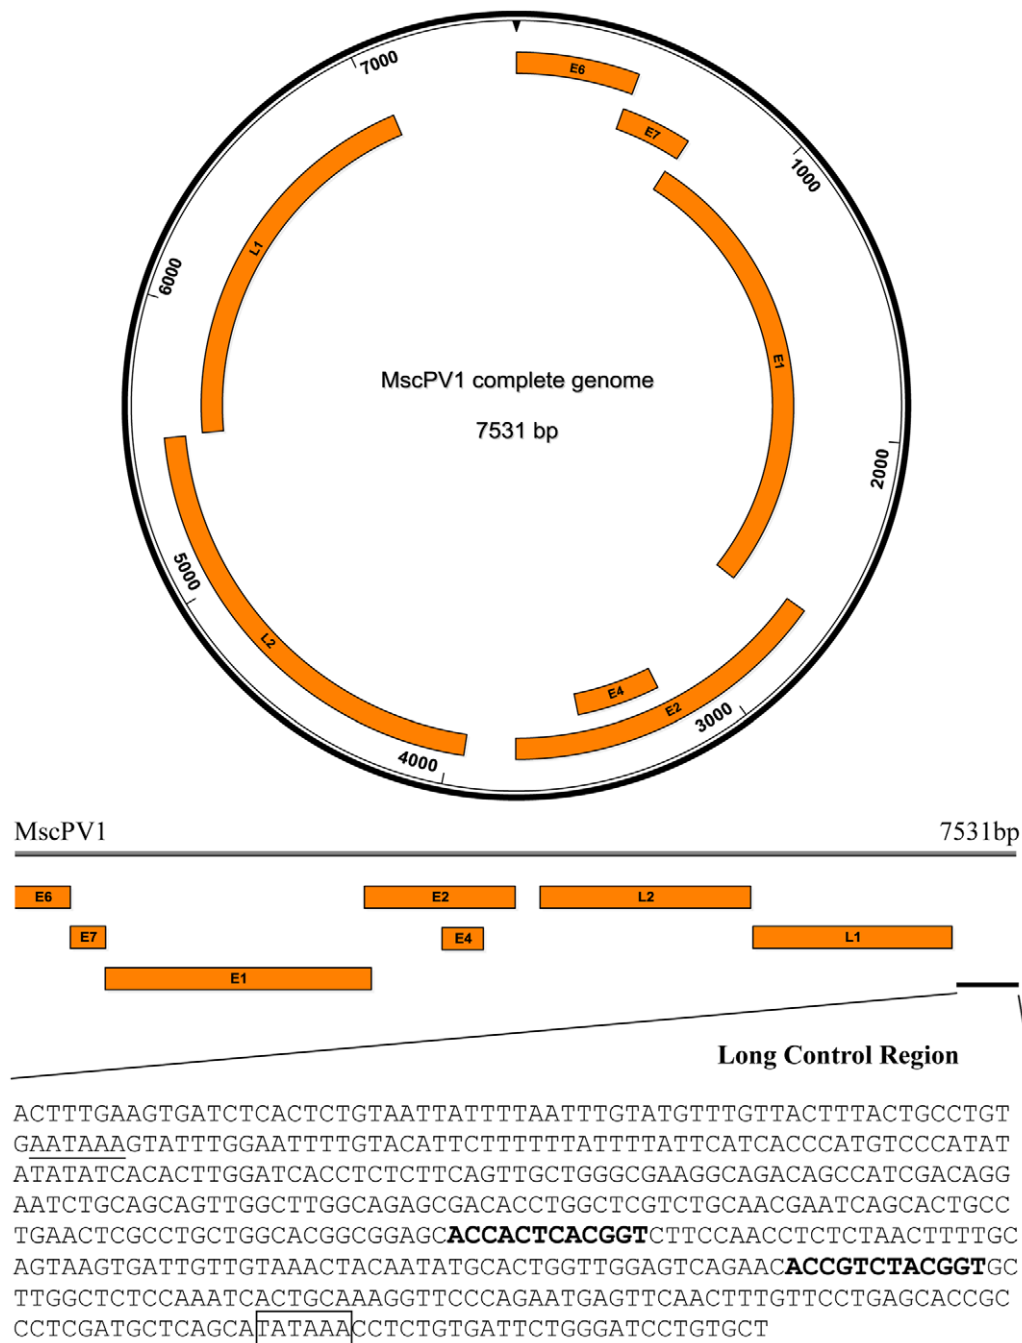 7000
E6
E7
1000
L1
6000
E1
MscPV1 complete genome
7531 bp
2000
5000
L2
E4
E2
3000
4000
MscPV1 7531bp
E6 E2 L2
E7 E4 L1
E1
Long Control Region
ACTTTGAAGTGATCTCACTCTGTAATTATTTTAATTTGTATGTTTGTTACTTTACTGCCTGT
GAATAAAGTATTTGGAATTTTGTACATTCTTTTTTATTTTATTCATCACCCATGTCCCATAT
ATATATCACACTTGGATCACCTCTCTTCAGTTGCTGGGCGAAGGCAGACAGCCATCGACAGG
AATCTGCAGCAGTTGGCTTGGCAGAGCGACACCTGGCTCGTCTGCAACGAATCAGCACTGCC
TGAACTCGCCTGCTGGCACGGCGGAGCACCACTCACGGTCTTCCAACCTCTCTAACTTTTGC
AGTAAGTGATTGTTGTAAACTACAATATGCACTGGTTGGAGTCAGAACACCGTCTACGGTGC
TTGGCTCTCCAAATCACTGCAAAGGTTCCCAGAATGAGTTCAACTTTGTTCCTGAGCACCGC
CCTCGATGCTCAGCATATAAACCTCTGTGATTCTGGGATCCTGTGCT